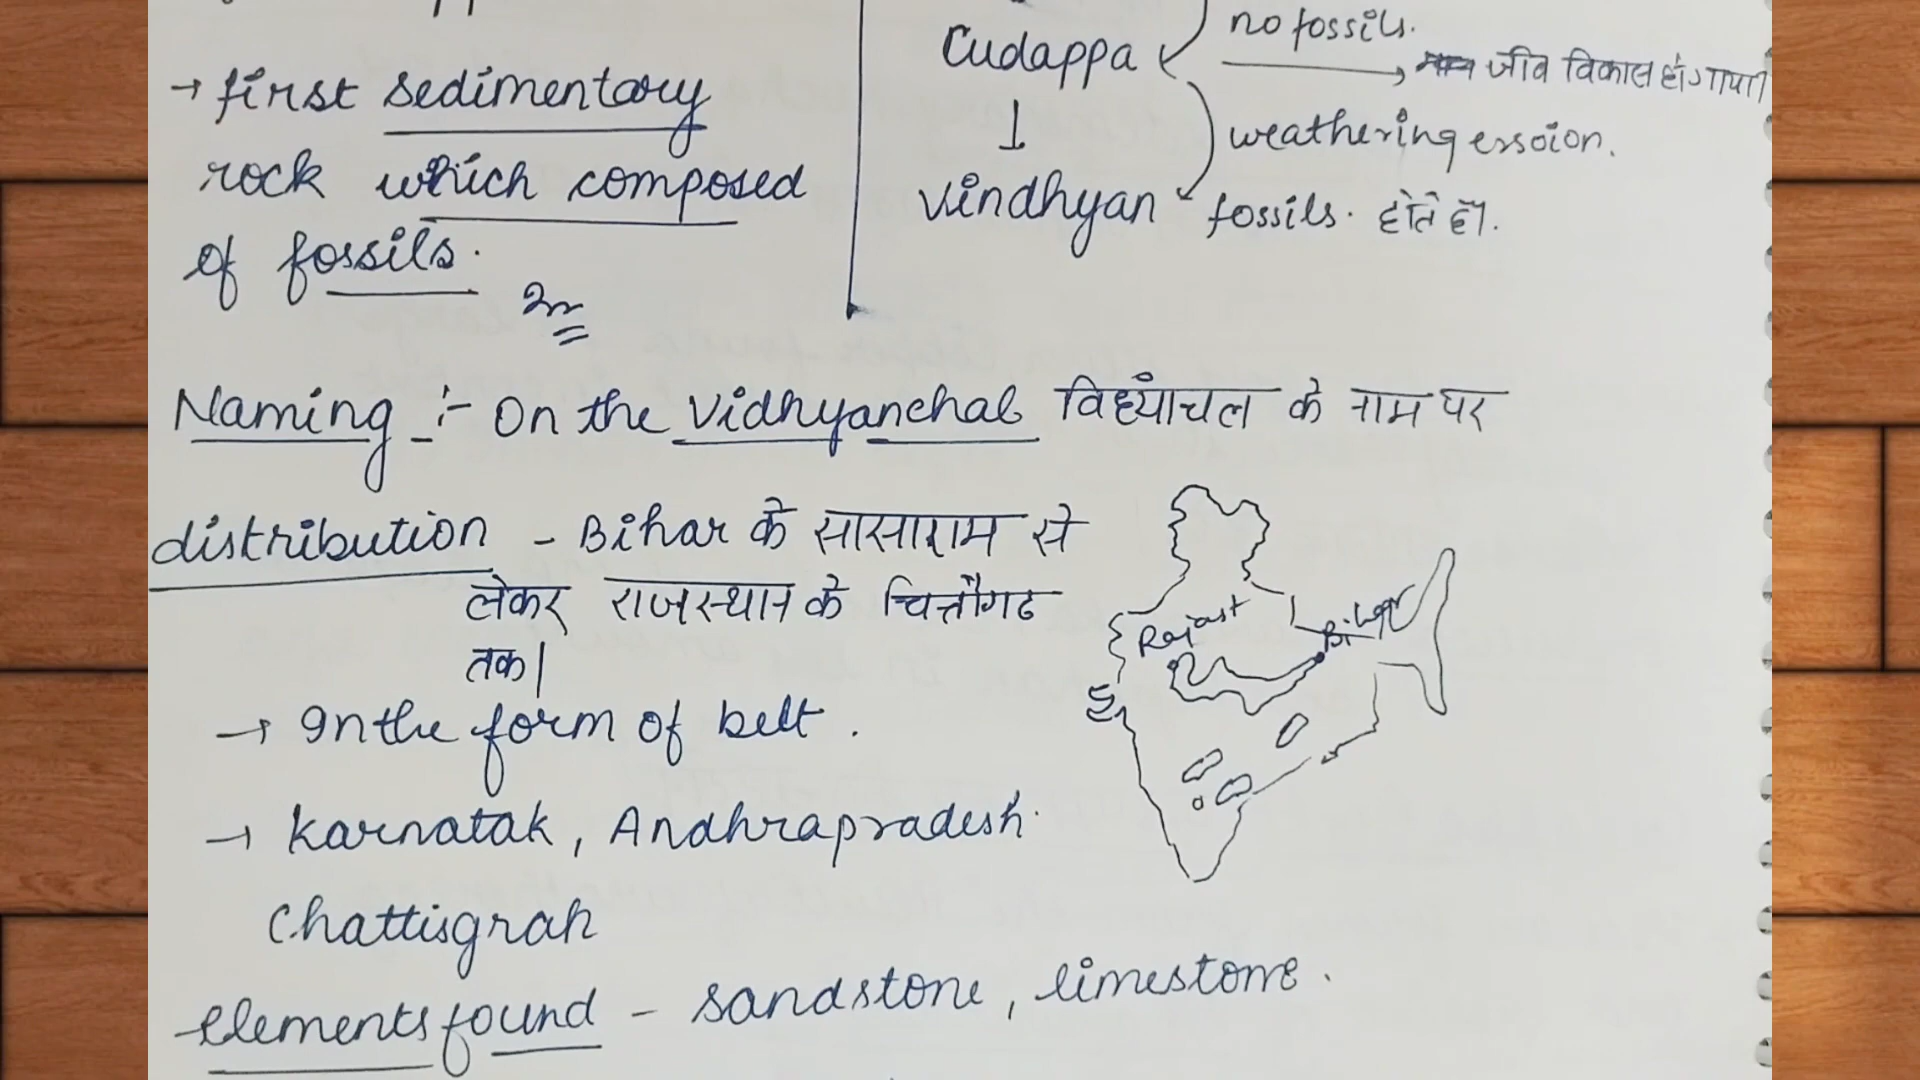 → first sedimentary
rock which composed
of fossils.
Cudappa
no fossils.
जीव विकास हो गया।
↓
weathering erssion.
Vindhyan
fossils. होते है।
Naming :- On the Vidhyanchal विध्यांचल के नाम पर
distribution - Bihar के सासाराम से
लेकर राजस्थान के चित्तौगढ
तक|
→ In the form of belt.
→ Karnatak, Andhrapradesh.
Chattisgrah
Rajast
Bihar
elements found - sandstone, limestone.